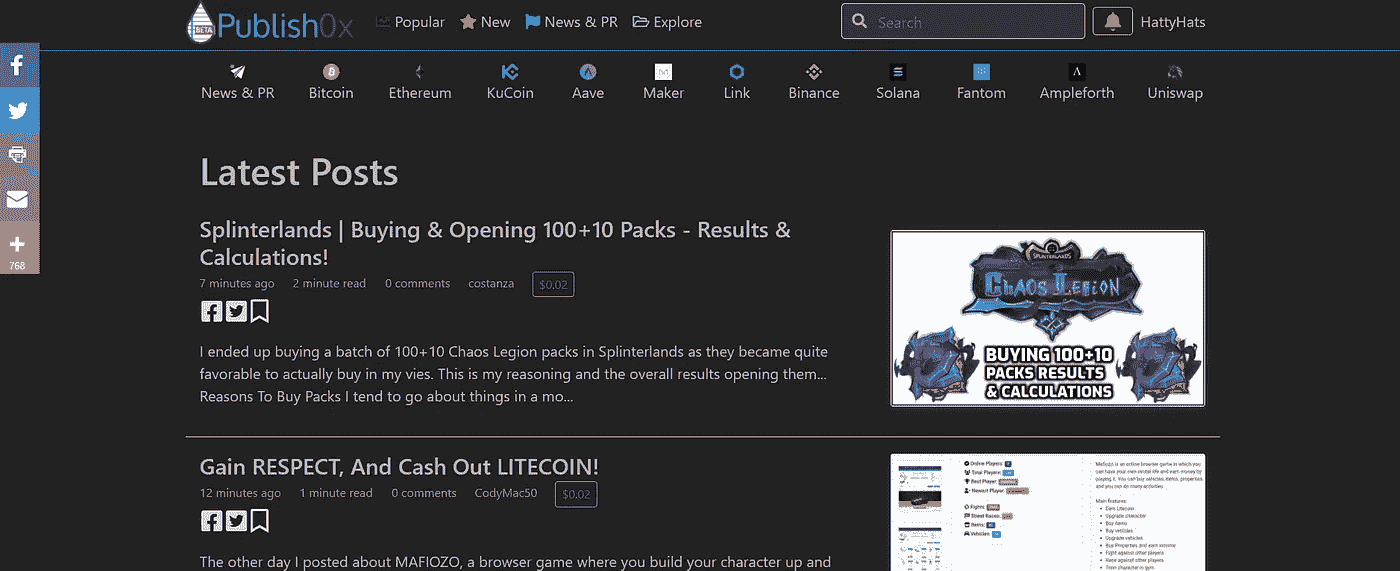 BETA
Publish0x
Popular
New
News & PR
Explore
Search
HattyHats
News & PR
Bitcoin
Ethereum
KuCoin
Aave
Maker
Link
Binance
Solana
Fantom
Ampleforth
Uniswap
768
Latest Posts
Splinterlands | Buying & Opening 100+10 Packs - Results &
Calculations!
7 minutes ago 2 minute read 0 comments costanza $0.02
I ended up buying a batch of 100+10 Chaos Legion packs in Splinterlands as they became quite
favorable to actually buy in my vies. This is my reasoning and the overall results opening them...
Reasons To Buy Packs I tend to go about things in a mo...
SPLINTERLANDS
CHAOS LEGION
BUYING 100+10
PACKS RESULTS
& CALCULATIONS
Gain RESPECT, And Cash Out LITECOIN!
12 minutes ago 1 minute read 0 comments CodyMac50 $0.02
The other day I posted about MAFIOZO, a browser game where you build your character up and
Online Players:
Total Players:
Best Player:
Newest Player:
Fights:
Street Races:
Items:
Vehicles:
Mafiozo is an online browser game in which you
can have your own mafia life and earn money by
playing it. You can buy vehicles, items, properties
and you can do many activities.
Main features:
Earn Litecoin
Upgrade character
Buy items
Buy vehicles
Upgrade vehicles
Buy Properties and earn income
Fight against other players
Race against other players
Train character in gym